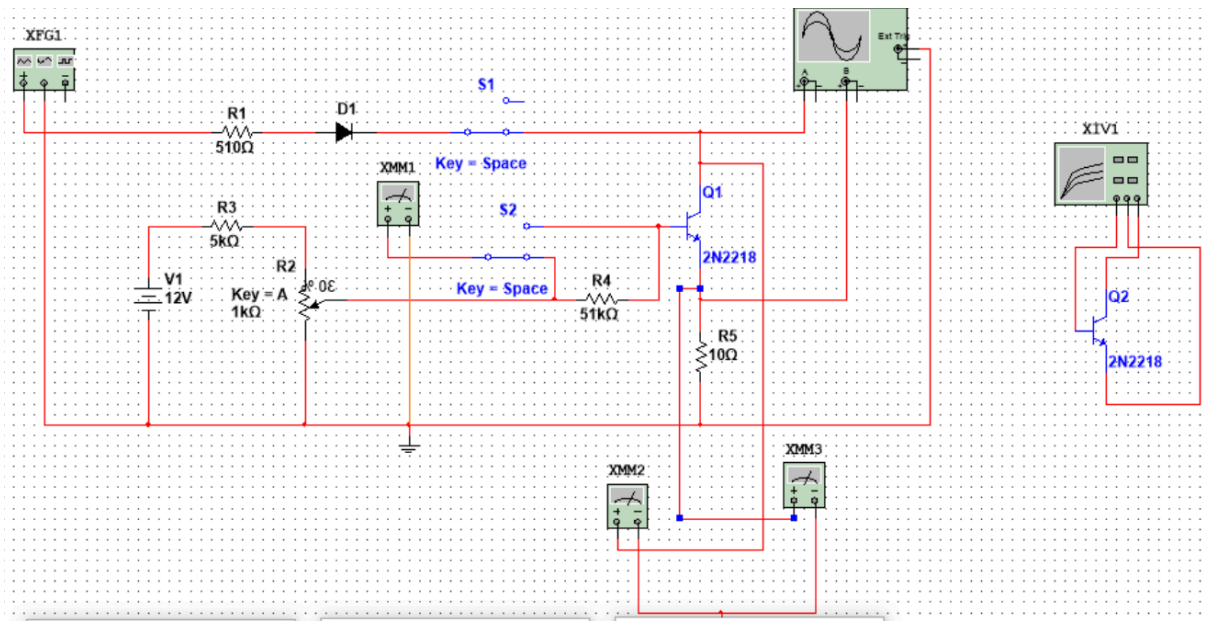 XFG1
Ext Trig
A
B
S1
R1
D1
510Ω
XIV1
Key = Space
XMM1
Q1
R3
S2
5kΩ
2N2218
R2
V1
12V
Key = A
1kΩ
Key = Space
R4
51kΩ
Q2
R5
10Ω
2N2218
XMM3
XMM2